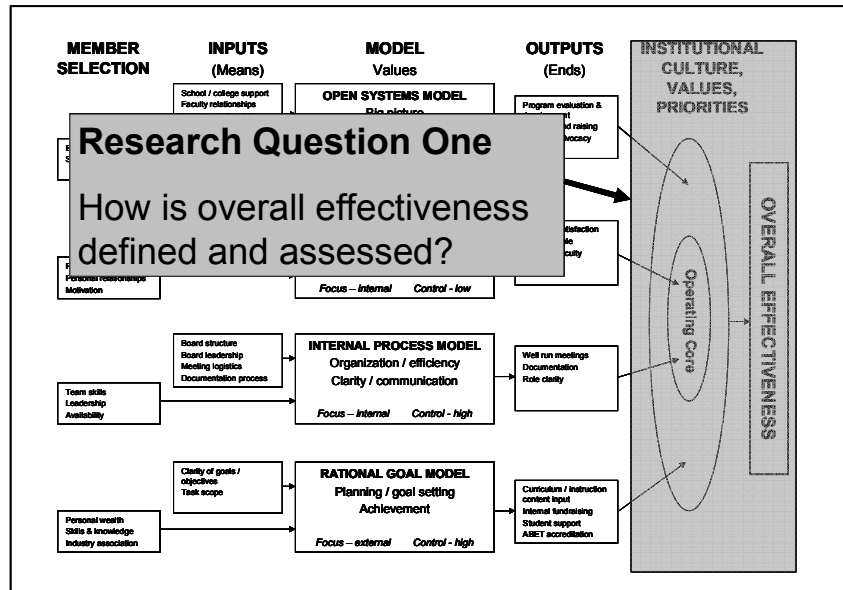 MEMBER
SELECTION
INPUTS
(Means)
MODEL
Values
OUTPUTS
(Ends)
INSTITUTIONAL
CULTURE,
VALUES,
PRIORITIES
School / college support
Faculty relationships
OPEN SYSTEMS MODEL
Program evaluation &
Research Question One
How is overall effectiveness
defined and assessed?
Personal relationships
Motivation
Focus – internal Control - low
Operating Core
OVERALL EFFECTIVENESS
Board structure
Board leadership
Meeting logistics
Documentation process
INTERNAL PROCESS MODEL
Organization / efficiency
Clarity / communication
Focus – internal Control - high
Well run meetings
Documentation
Role clarity
Team skills
Leadership
Availability
Clarity of goals /
objectives
Task scope
RATIONAL GOAL MODEL
Planning / goal setting
Achievement
Focus – external Control - high
Curriculum / instruction
content input
Internal fundraising
Student support
ABET accreditation
Personal wealth
Skills & knowledge
Industry association